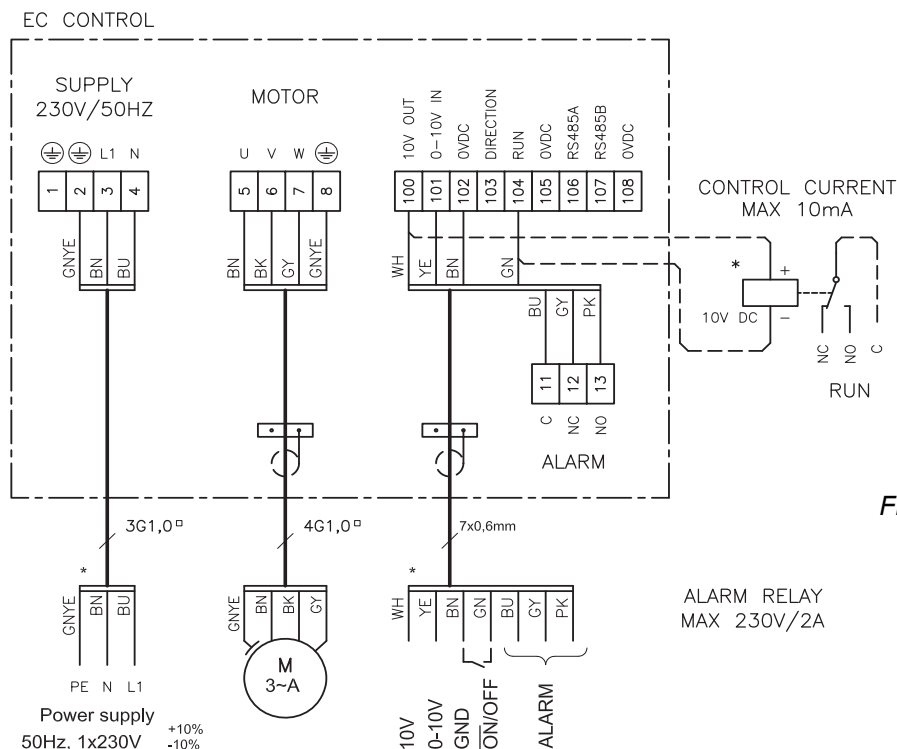 EC CONTROL
SUPPLY
230V/50HZ
L1 N
1 2 3 4
GNYE BN BU
MOTOR
U V W
5 6 7 8
BN BK GY GNYE
10V OUT
0-10V IN
0VDC
DIRECTION
RUN
0VDC
RS485A
RS485B
0VDC
100 101 102 103 104 105 106 107 108
WH YE BN GN
BU GY PK
11 12 13
C NC NO
ALARM
CONTROL CURRENT
MAX 10mA
* +
10V DC −
NC NO C
RUN
3G1,0
4G1,0
7x0,6mm
FI
*
GNYE BN BU
PE N L1
Power supply
50Hz, 1x230V +10%
-10%
GNYE BN BK GY
M
3~A
*
WH YE BN GN BU GY PK
10V
0-10V
GND
ON/OFF
ALARM
ALARM RELAY
MAX 230V/2A